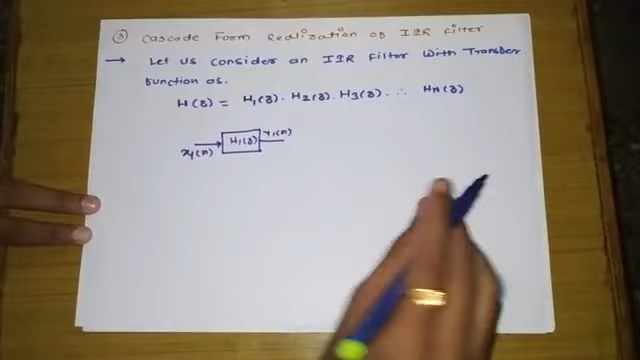 ③ Cascade Form Realization of IIR Filter
→ Let us consider an IIR Filter with Transfer
function as.
H(z) = H₁(z) . H₂(z) . H₃(z) . ... Hₙ(z)
x₁(n) H₁(z) y₁(n)